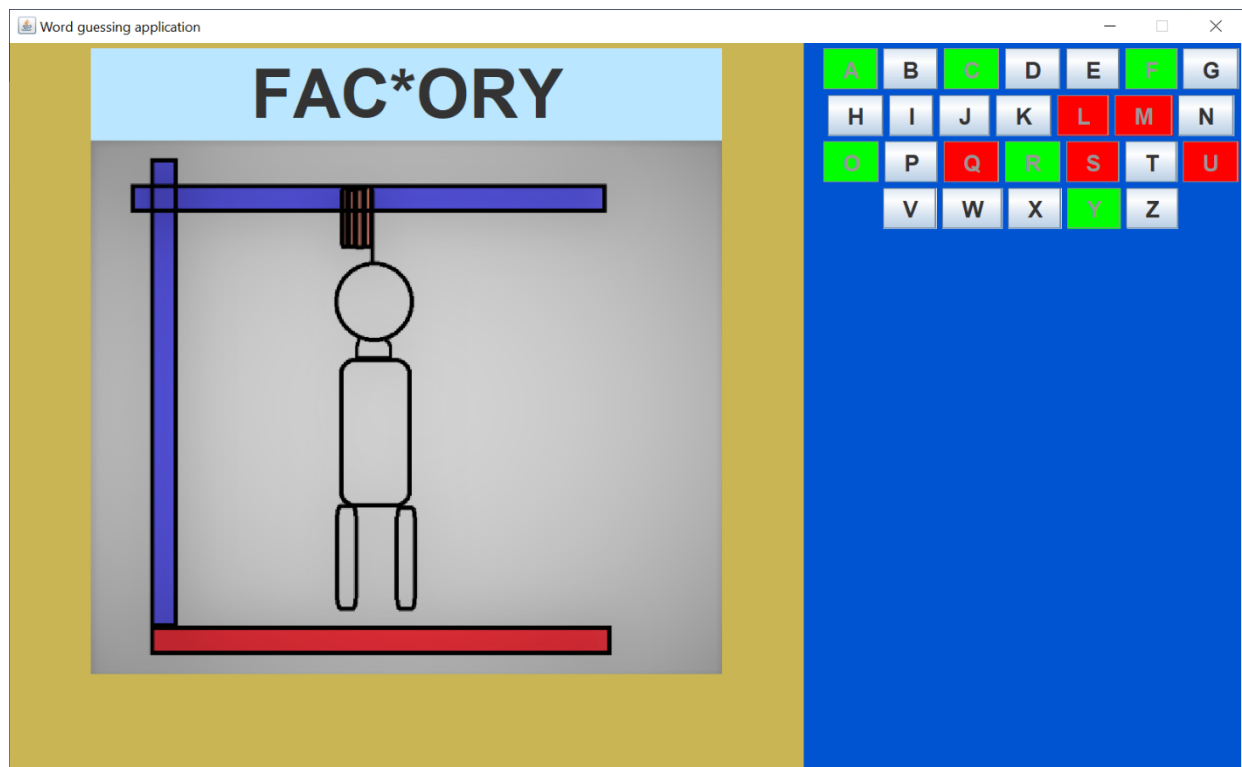 Word guessing application
FAC*ORY
A B C D E F G
H I J K L M N
O P Q R S T U
V W X Y Z